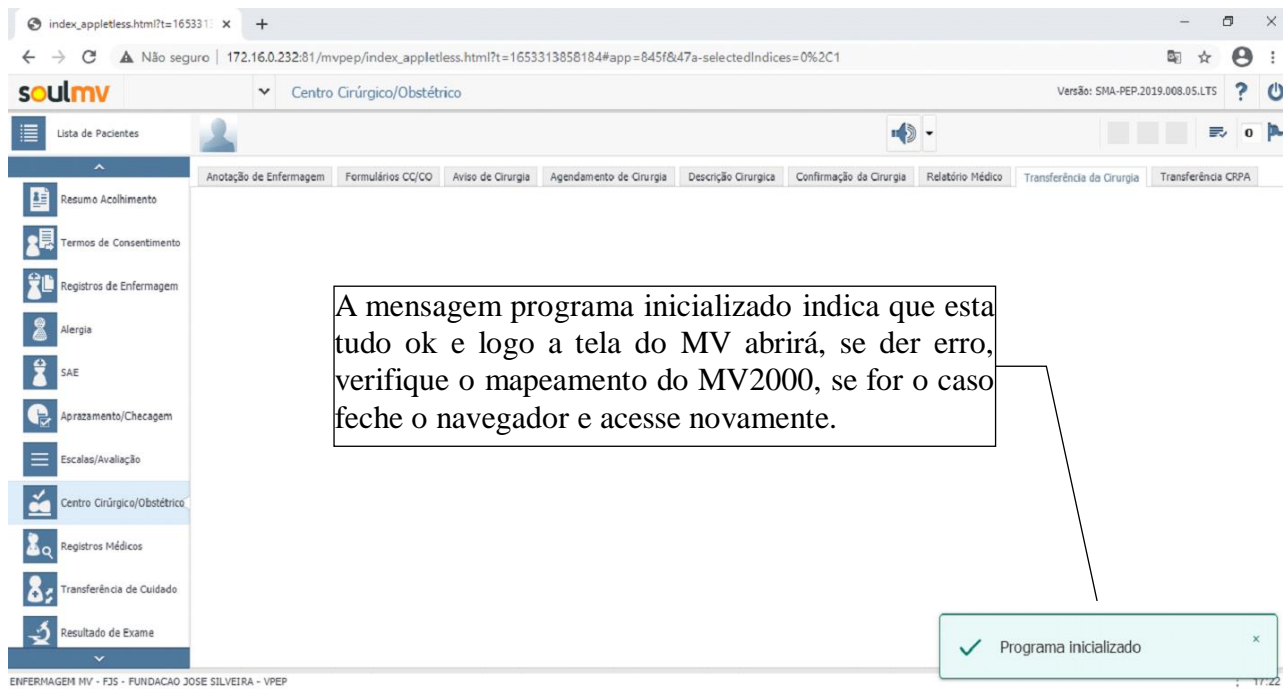 index_appletless.html?t=165331
Não seguro | 172.16.0.232:81/mvpep/index_appletless.html?t=1653313858184#app=845f&47a-selectedIndices=0%2C1
soulmv
Centro Cirúrgico/Obstétrico
Versão: SMA-PEP.2019.008.05.LTS
?
Lista de Pacientes
0
Anotação de Enfermagem Formulários CC/CO Aviso de Cirurgia Agendamento de Cirurgia Descrição Cirurgica Confirmação da Cirurgia Relatório Médico Transferência da Cirurgia Transferência CRPA
Resumo Acolhimento
Termos de Consentimento
Registros de Enfermagem
Alergia
SAE
Aprazamento/Checagem
Escalas/Avaliação
Centro Cirúrgico/Obstétrico
Registros Médicos
Transferência de Cuidado
Resultado de Exame
A mensagem programa inicializado indica que esta
tudo ok e logo a tela do MV abrirá, se der erro,
verifique o mapeamento do MV2000, se for o caso
feche o navegador e acesse novamente.
Programa inicializado
ENFERMAGEM MV - FJS - FUNDACAO JOSE SILVEIRA - VPEP
17:22